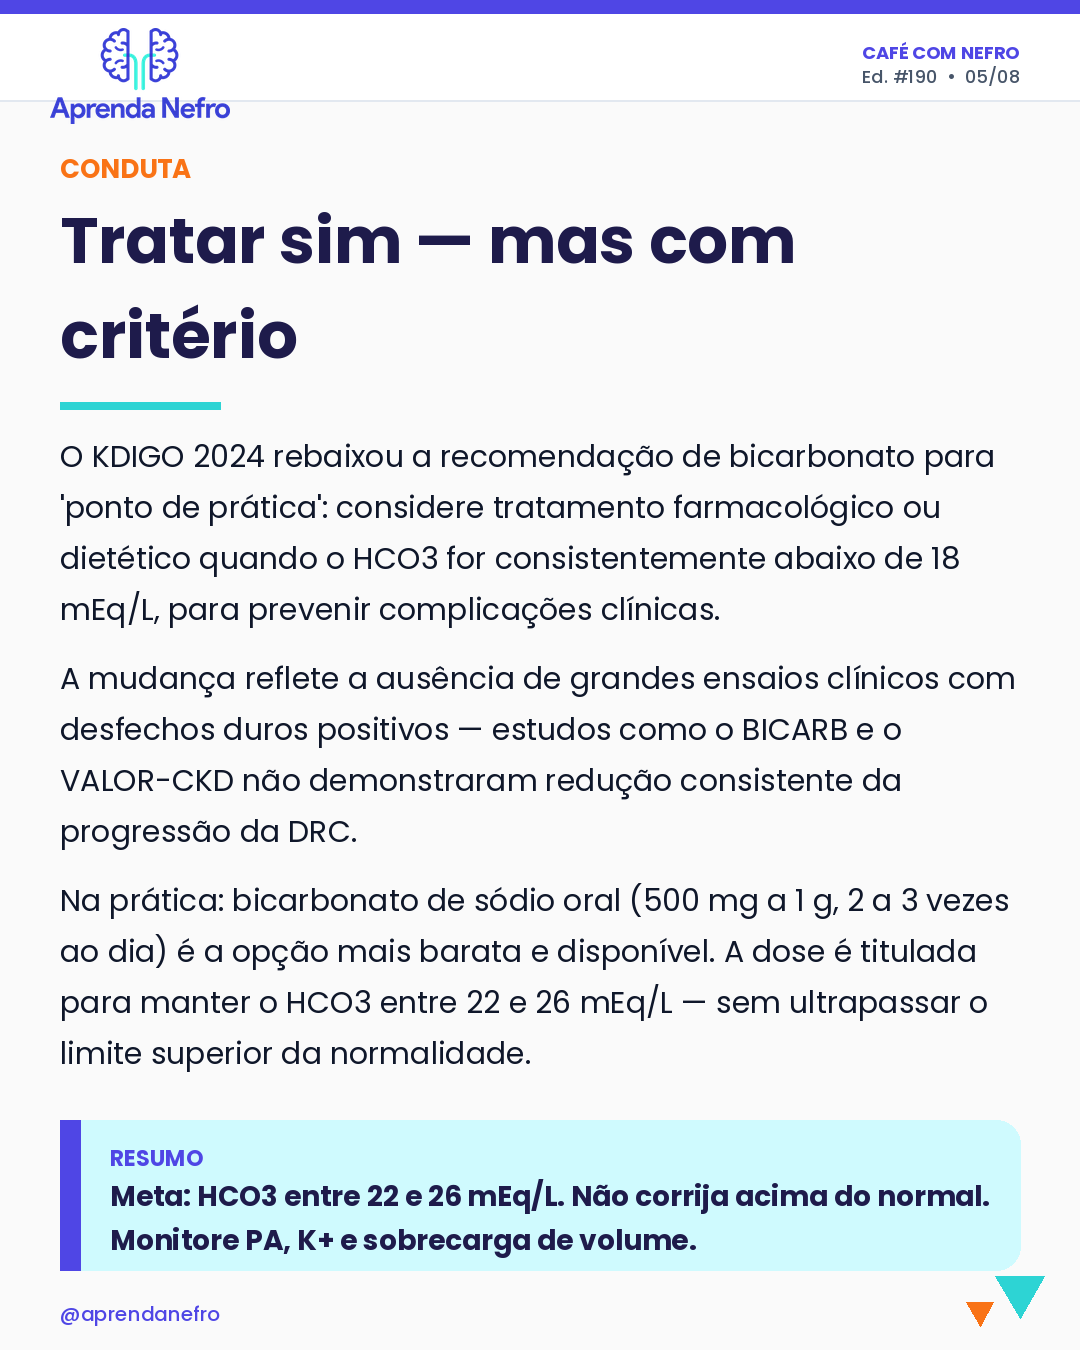 Aprenda Nefro
CAFÉ COM NEFRO
Ed. #190 • 05/08
CONDUTA
Tratar sim — mas com
critério
O KDIGO 2024 rebaixou a recomendação de bicarbonato para
'ponto de prática': considere tratamento farmacológico ou
dietético quando o HCO3 for consistentemente abaixo de 18
mEq/L, para prevenir complicações clínicas.
A mudança reflete a ausência de grandes ensaios clínicos com
desfechos duros positivos — estudos como o BICARB e o
VALOR-CKD não demonstraram redução consistente da
progressão da DRC.
Na prática: bicarbonato de sódio oral (500 mg a 1 g, 2 a 3 vezes
ao dia) é a opção mais barata e disponível. A dose é titulada
para manter o HCO3 entre 22 e 26 mEq/L — sem ultrapassar o
limite superior da normalidade.
RESUMO
Meta: HCO3 entre 22 e 26 mEq/L. Não corrija acima do normal.
Monitore PA, K+ e sobrecarga de volume.
@aprendanefro